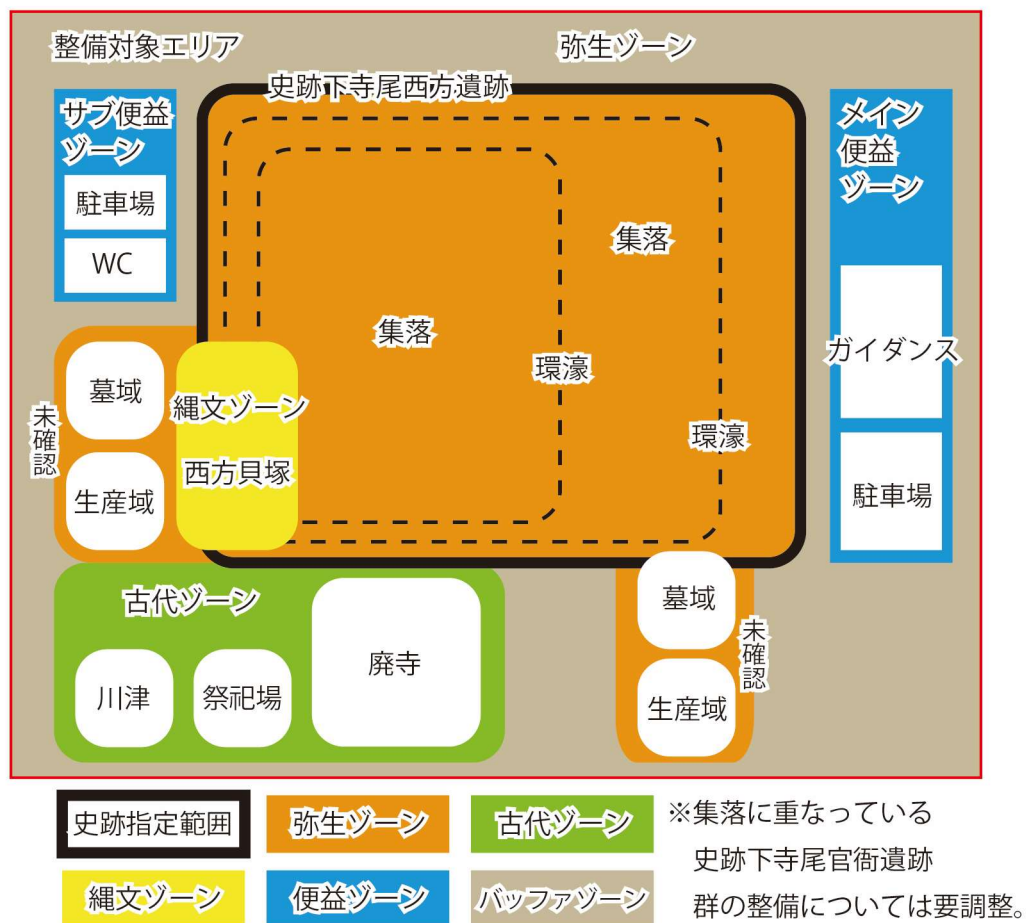 整備対象エリア
弥生ゾーン
史跡下寺尾西方遺跡
サブ便益
ゾーン
駐車場
WC
メイン
便益
ゾーン
ガイダンス
駐車場
集落
集落
環濠
環濠
墓域
生産域
未確認
縄文ゾーン
西方貝塚
古代ゾーン
川津
祭祀場
廃寺
墓域
生産域
未確認
史跡指定範囲
弥生ゾーン
古代ゾーン
縄文ゾーン
便益ゾーン
バッファゾーン
※集落に重なっている
史跡下寺尾官衙遺跡
群の整備については要調整。